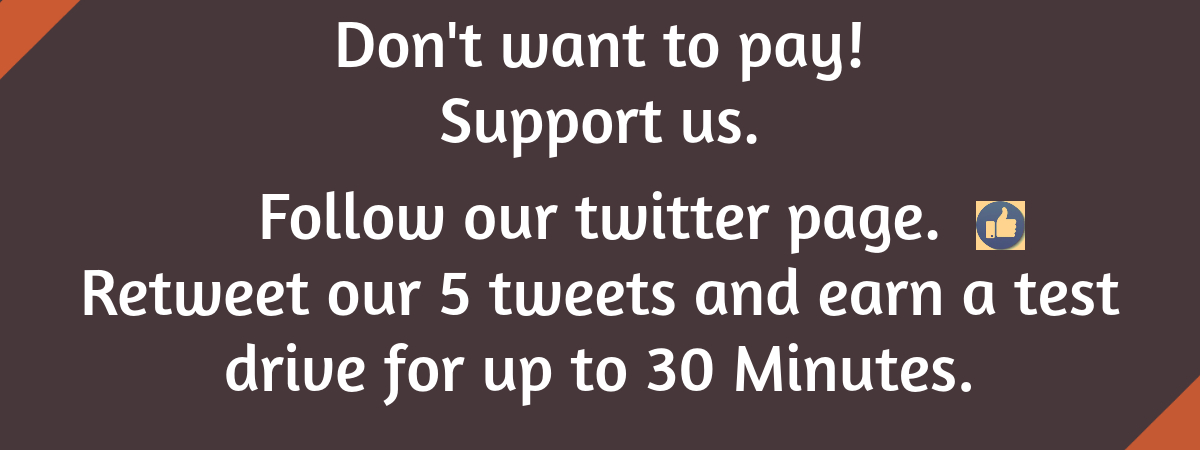 Don't want to pay!
Support us.
Follow our twitter page.
Retweet our 5 tweets and earn a test
drive for up to 30 Minutes.